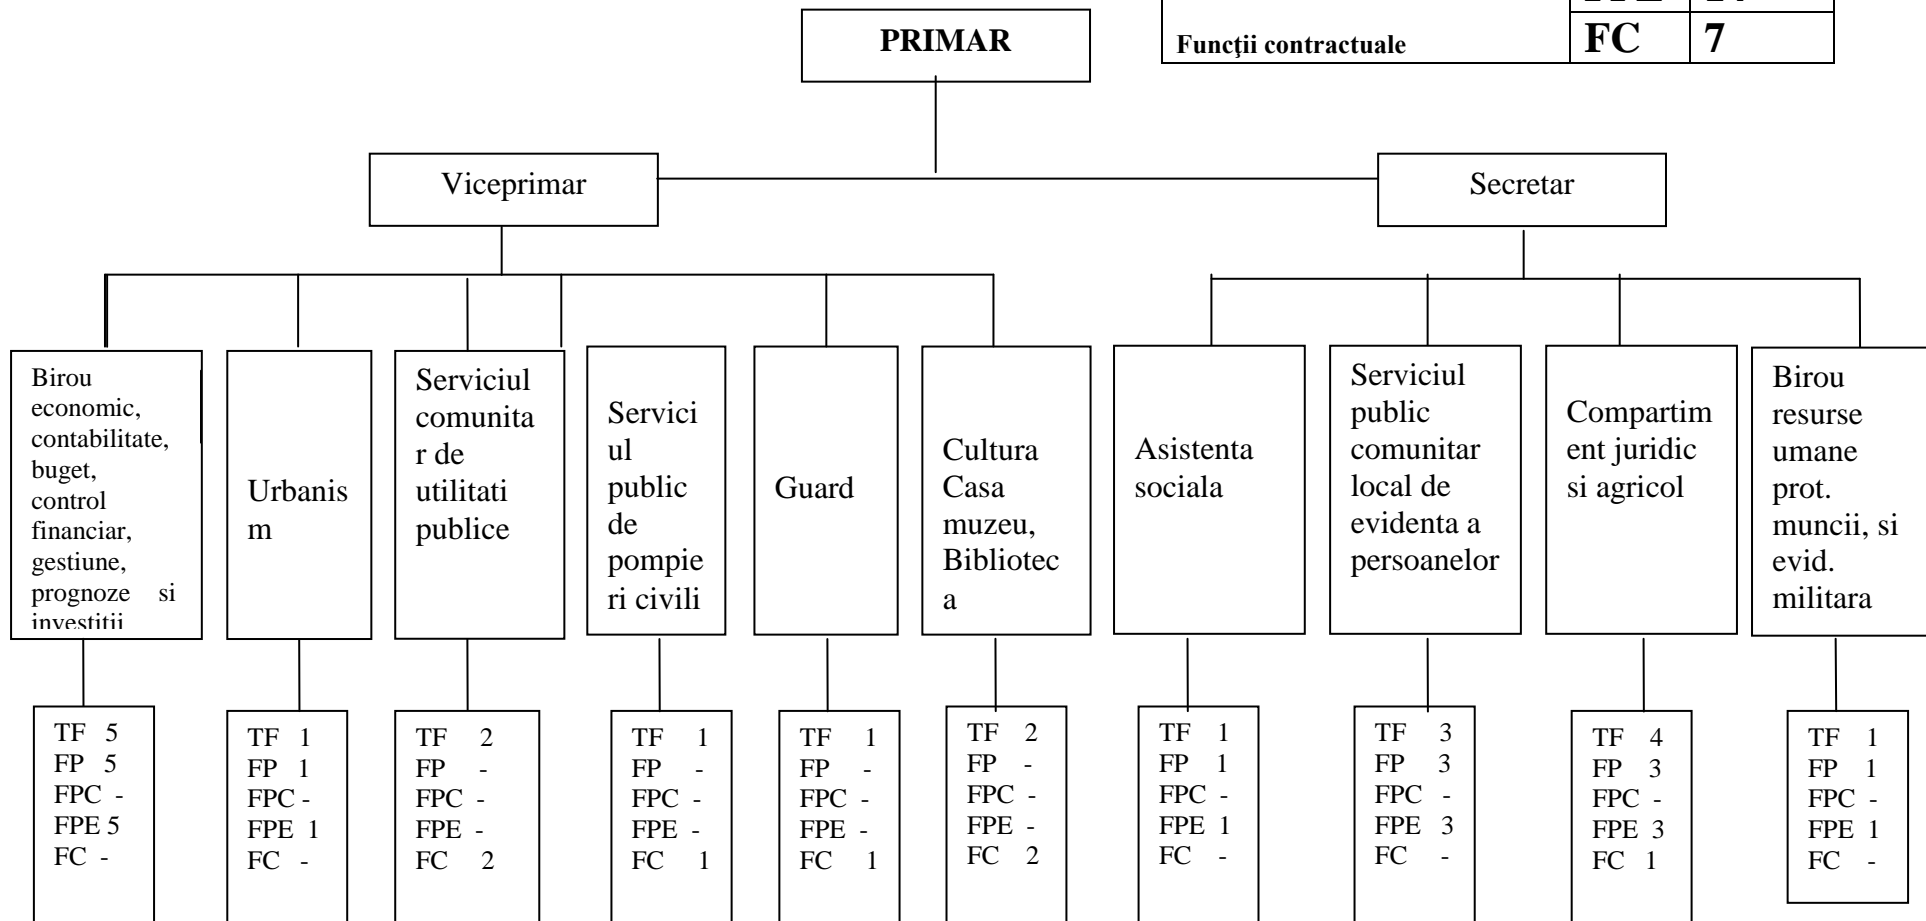 PRIMAR
Funcţii contractuale FC 7
Viceprimar
Secretar
Birou
economic,
contabilitate,
buget,
control
financiar,
gestiune,
prognoze si
investitii
Urbanis
m
Serviciul
comunita
r de
utilitati
publice
Servici
ul
public
de
pompie
ri civili
Guard
Cultura
Casa
muzeu,
Bibliotec
a
Asistenta
sociala
Serviciul
public
comunitar
local de
evidenta a
persoanelor
Compartim
ent juridic
si agricol
Birou
resurse
umane
prot.
muncii, si
evid.
militara
TF 5
FP 5
FPC -
FPE 5
FC -
TF 1
FP 1
FPC -
FPE 1
FC -
TF 2
FP -
FPC -
FPE -
FC 2
TF 1
FP -
FPC -
FPE -
FC 1
TF 1
FP -
FPC -
FPE -
FC 1
TF 2
FP -
FPC -
FPE -
FC 2
TF 1
FP 1
FPC -
FPE 1
FC -
TF 3
FP 3
FPC -
FPE 3
FC -
TF 4
FP 3
FPC -
FPE 3
FC 1
TF 1
FP 1
FPC -
FPE 1
FC -